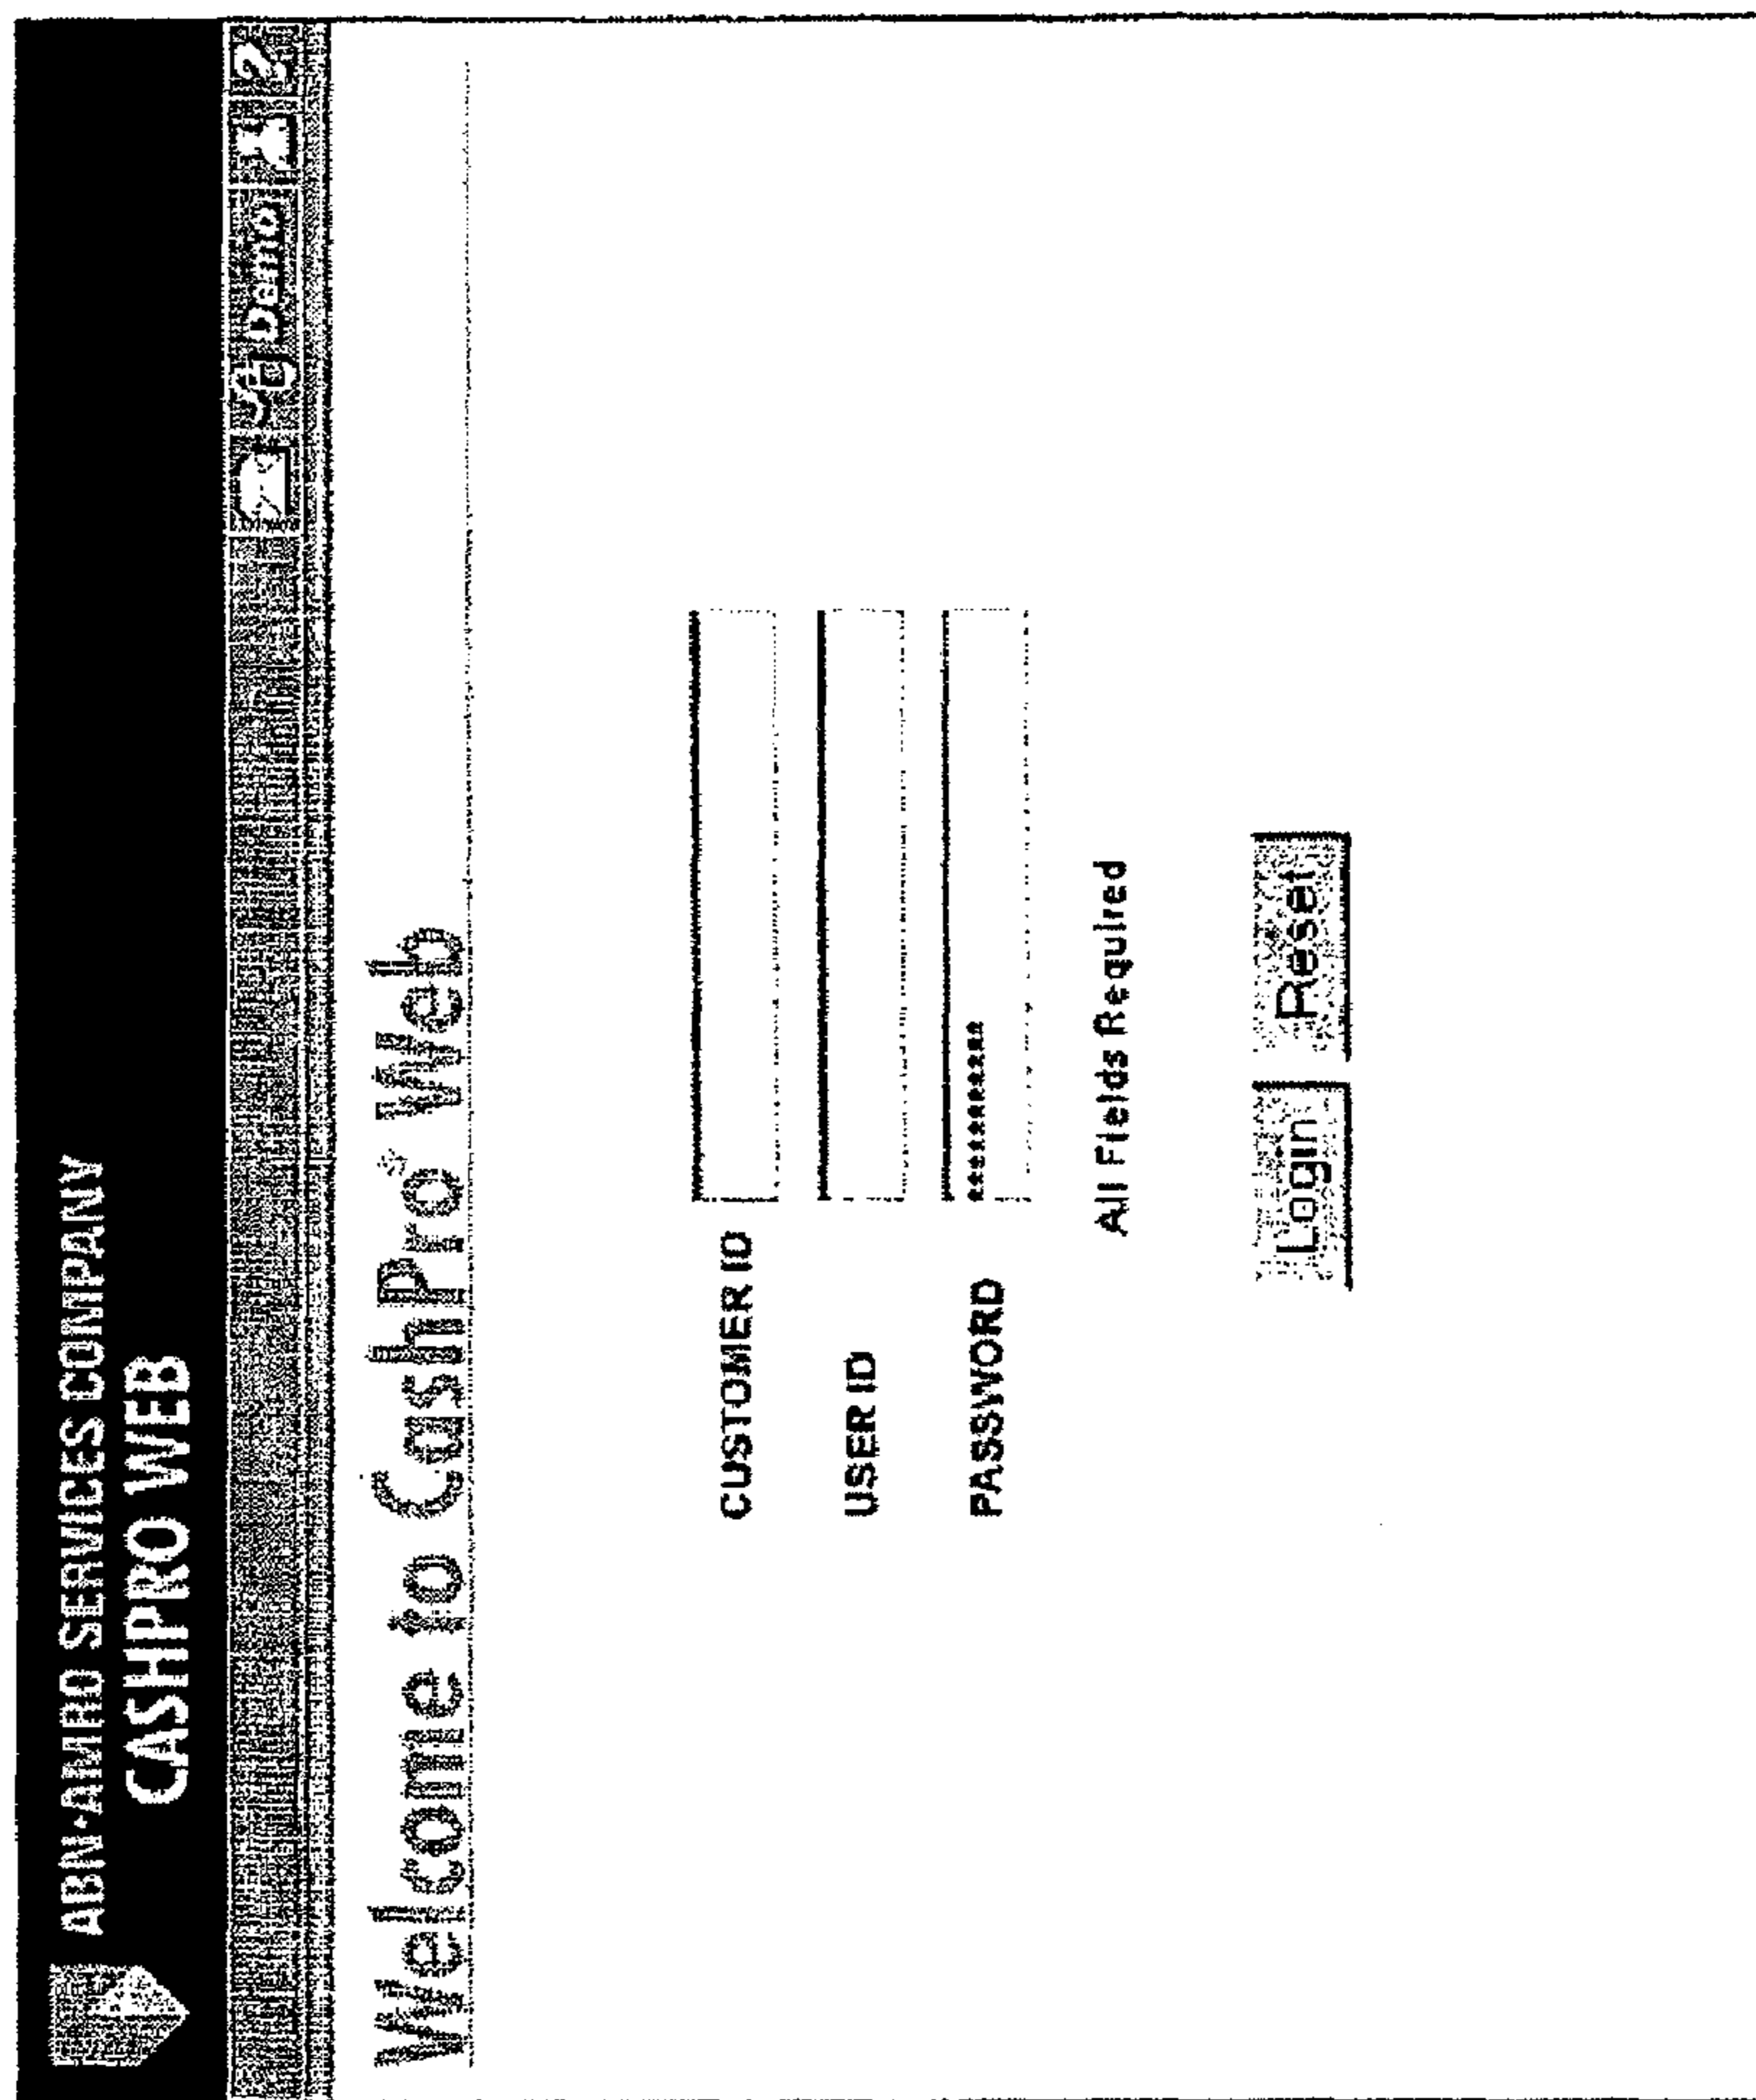 ABN·AMRO SERVICES COMPANY
CASHPRO WEB
Demo ?
Welcome to CashPro Web
CUSTOMER ID
USER ID
PASSWORD **********
All Fields Required
Login Reset